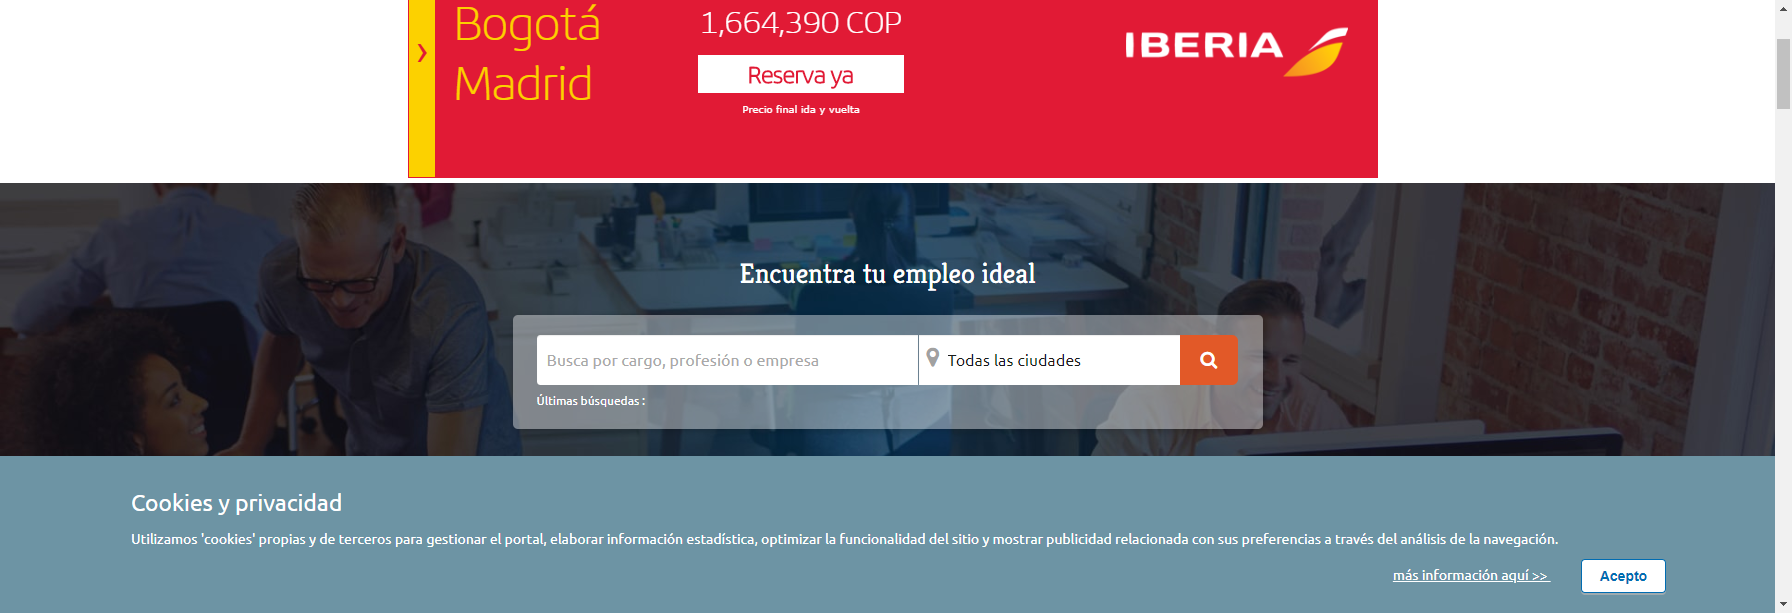 Bogotá
Madrid
1,664,390 COP
Reserva ya
Precio final ida y vuelta
IBERIA
Encuentra tu empleo ideal
Busca por cargo, profesión o empresa
Todas las ciudades
Últimas búsquedas :
Cookies y privacidad
Utilizamos 'cookies' propias y de terceros para gestionar el portal, elaborar información estadística, optimizar la funcionalidad del sitio y mostrar publicidad relacionada con sus preferencias a través del análisis de la navegación.
más información aquí >>
Acepto